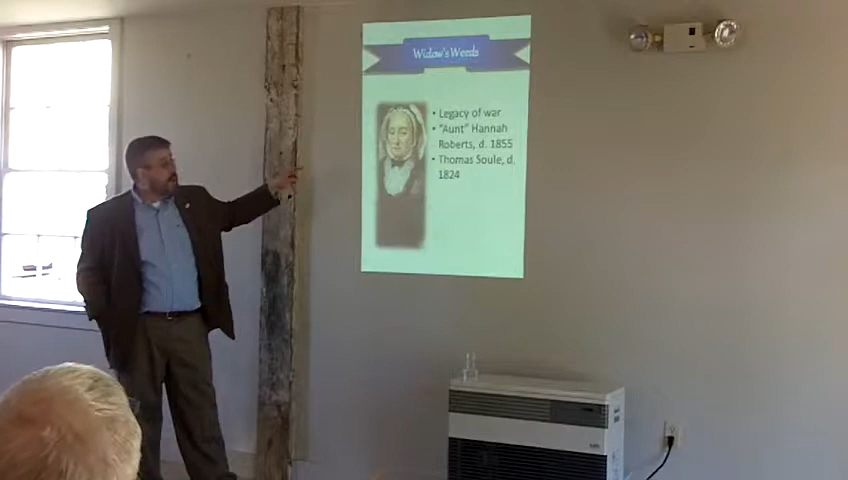 Widow's Weeds
• Legacy of war
• "Aunt" Hannah
Roberts, d. 1855
• Thomas Soule, d.
1824